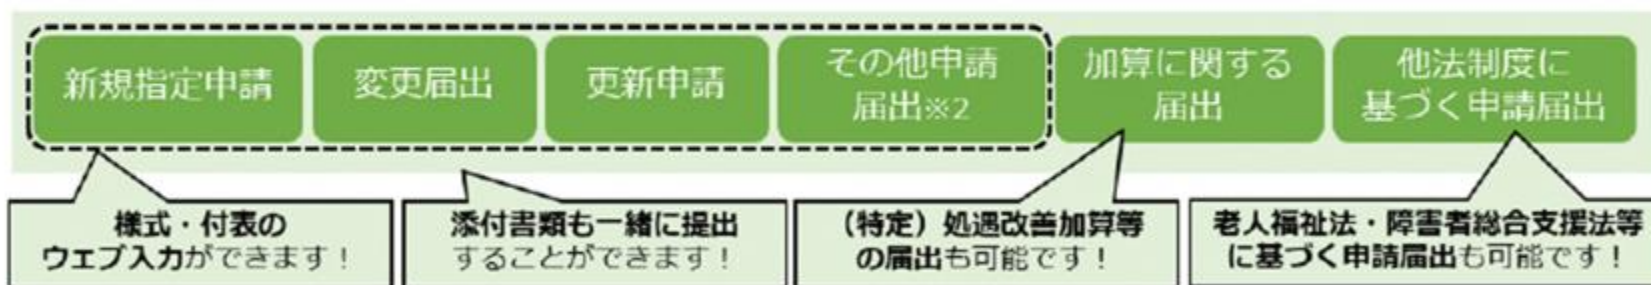 新規指定申請
変更届出
更新申請
その他申請
届出※2
加算に関する
届出
他法制度に
基づく申請届出
様式・付表の
ウェブ入力ができます！
添付書類も一緒に提出
することができます！
（特定）処遇改善加算等
の届出も可能です！
老人福祉法・障害者総合支援法等
に基づく申請届出も可能です！